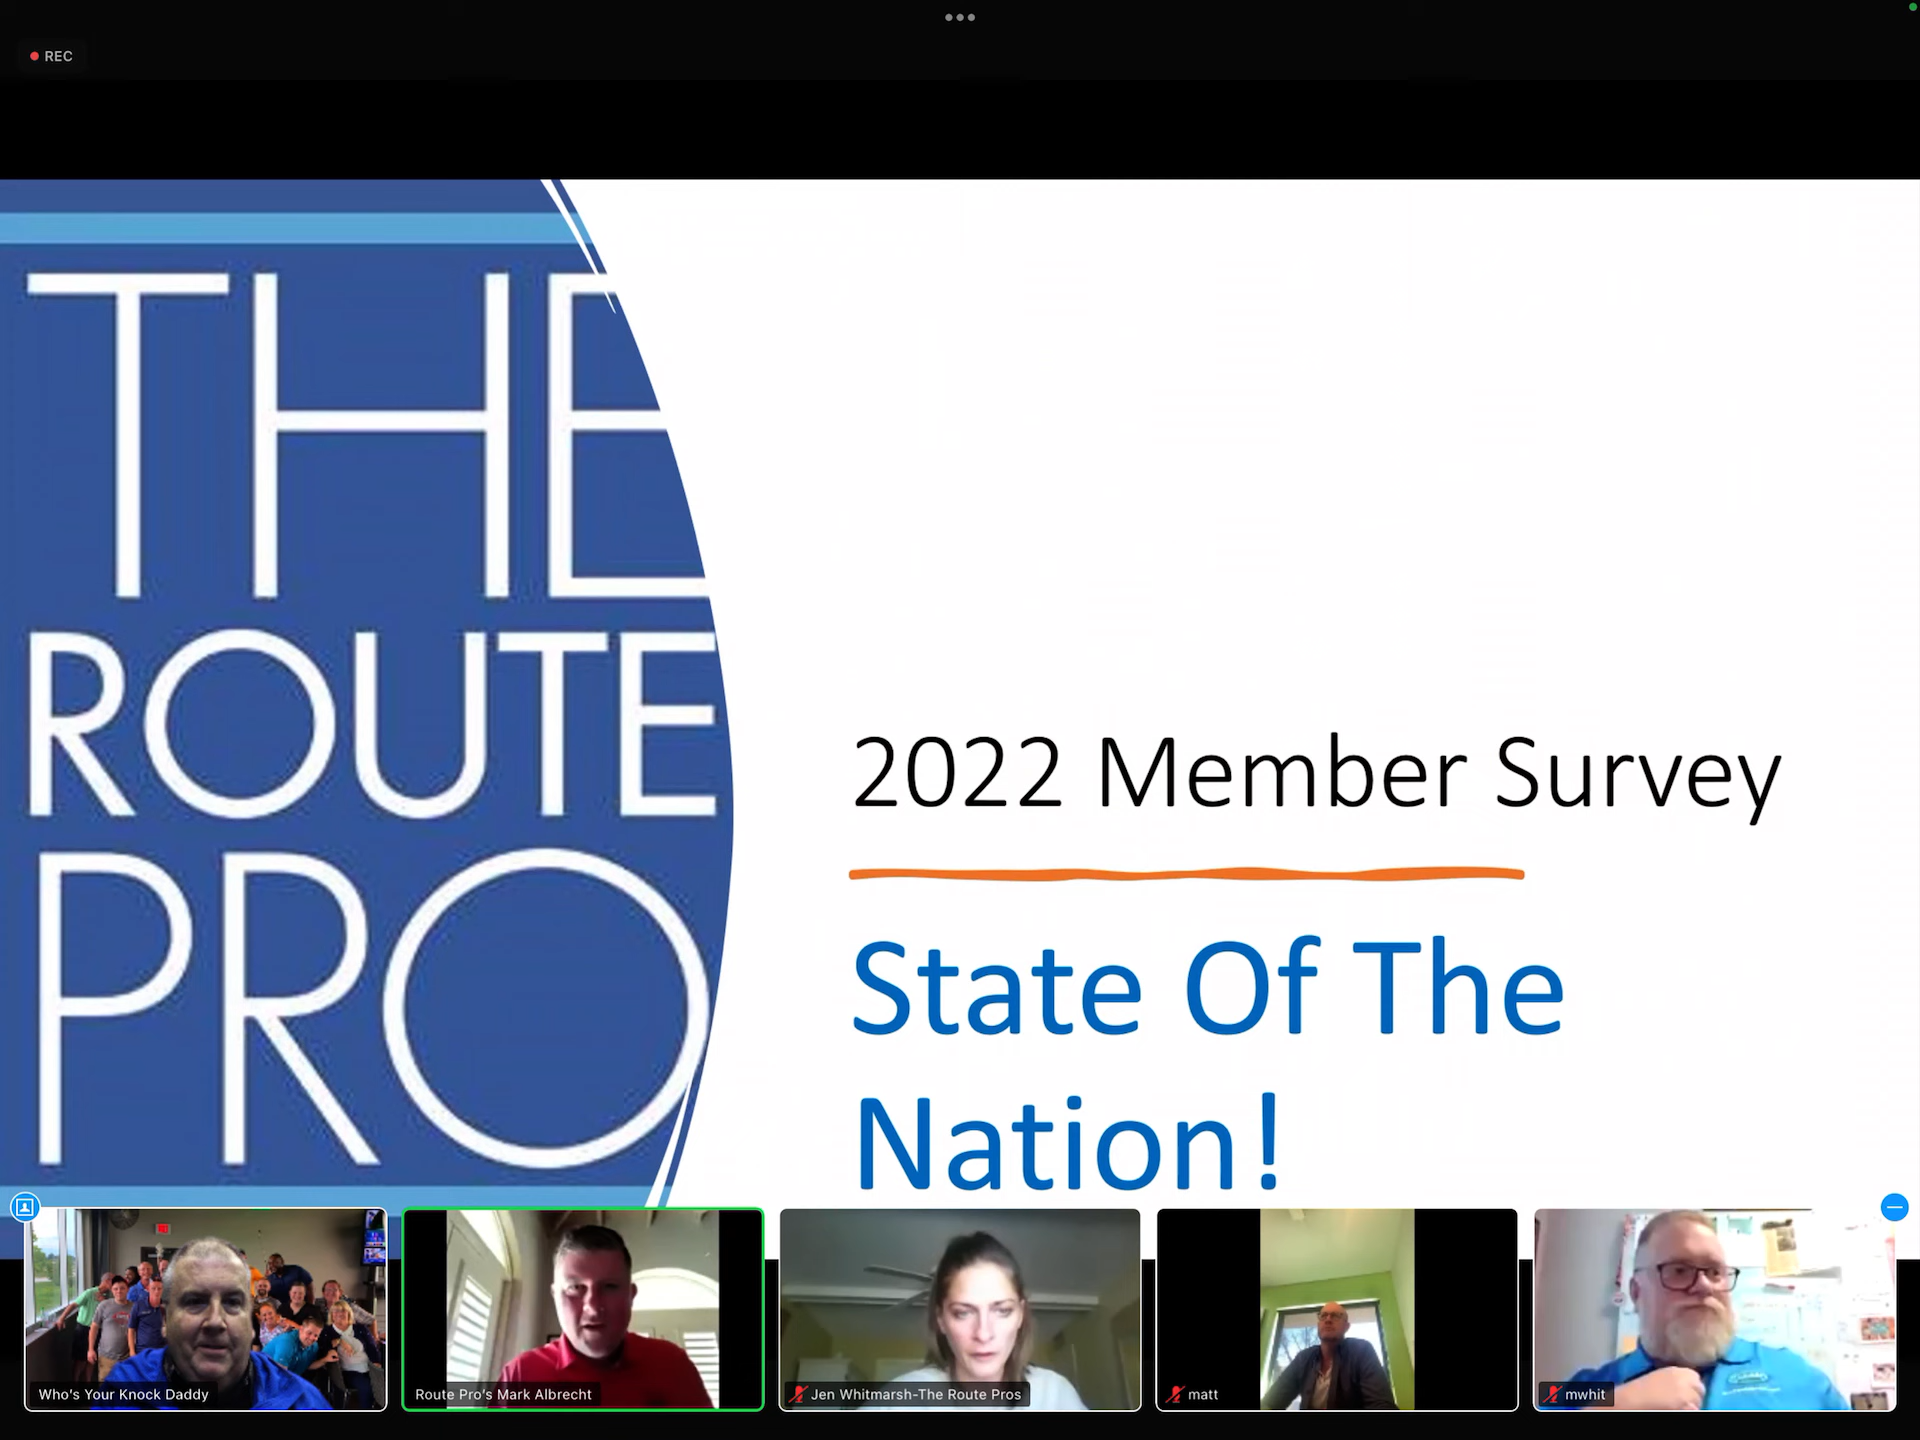 REC
THE
ROUTE
PRO
2022 Member Survey
State Of The
Nation!
Who's Your Knock Daddy
Route Pro's Mark Albrecht
Jen Whitmarsh-The Route Pros
matt
mwhit